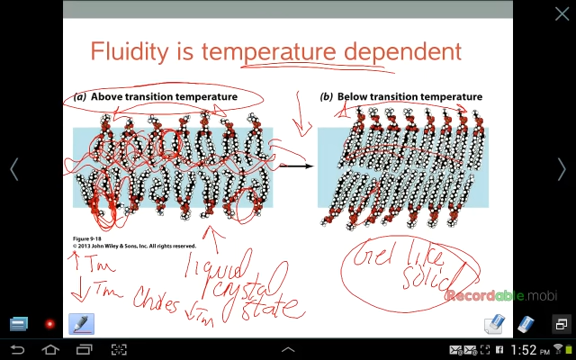 Fluidity is temperature dependent
(a) Above transition temperature
(b) Below transition temperature
Figure 9-18
© 2013 John Wiley & Sons, Inc. All rights reserved.
↑ Tm
↓ Tm
Choles ↓Tm
liquid
crystal
state
Gel like
solid
Recordable.mobi
1:52 PM